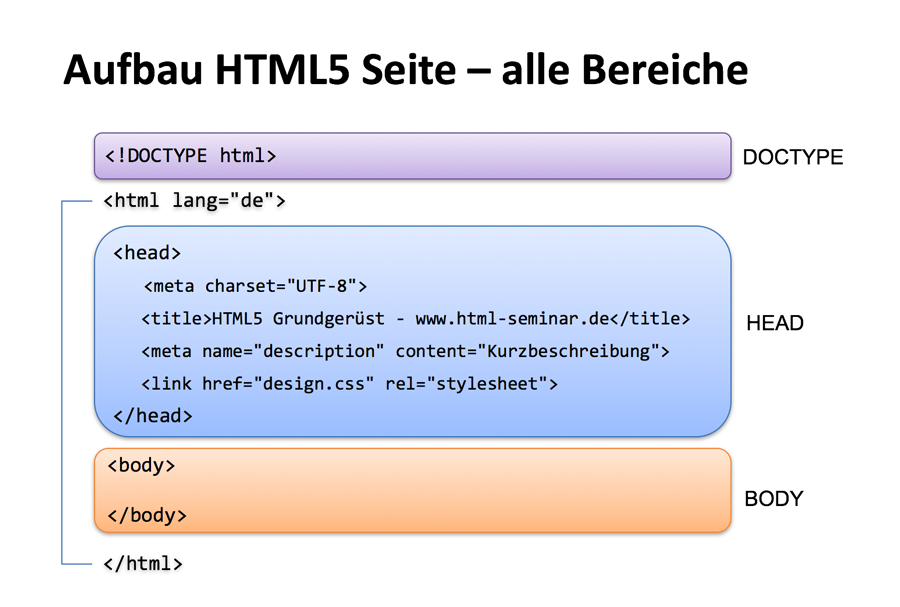 Aufbau HTML5 Seite – alle Bereiche
<!DOCTYPE html>
DOCTYPE
<html lang="de">
<head>
<meta charset="UTF-8">
<title>HTML5 Grundgerüst - www.html-seminar.de</title>
<meta name="description" content="Kurzbeschreibung">
<link href="design.css" rel="stylesheet">
</head>
HEAD
<body>
</body>
BODY
</html>